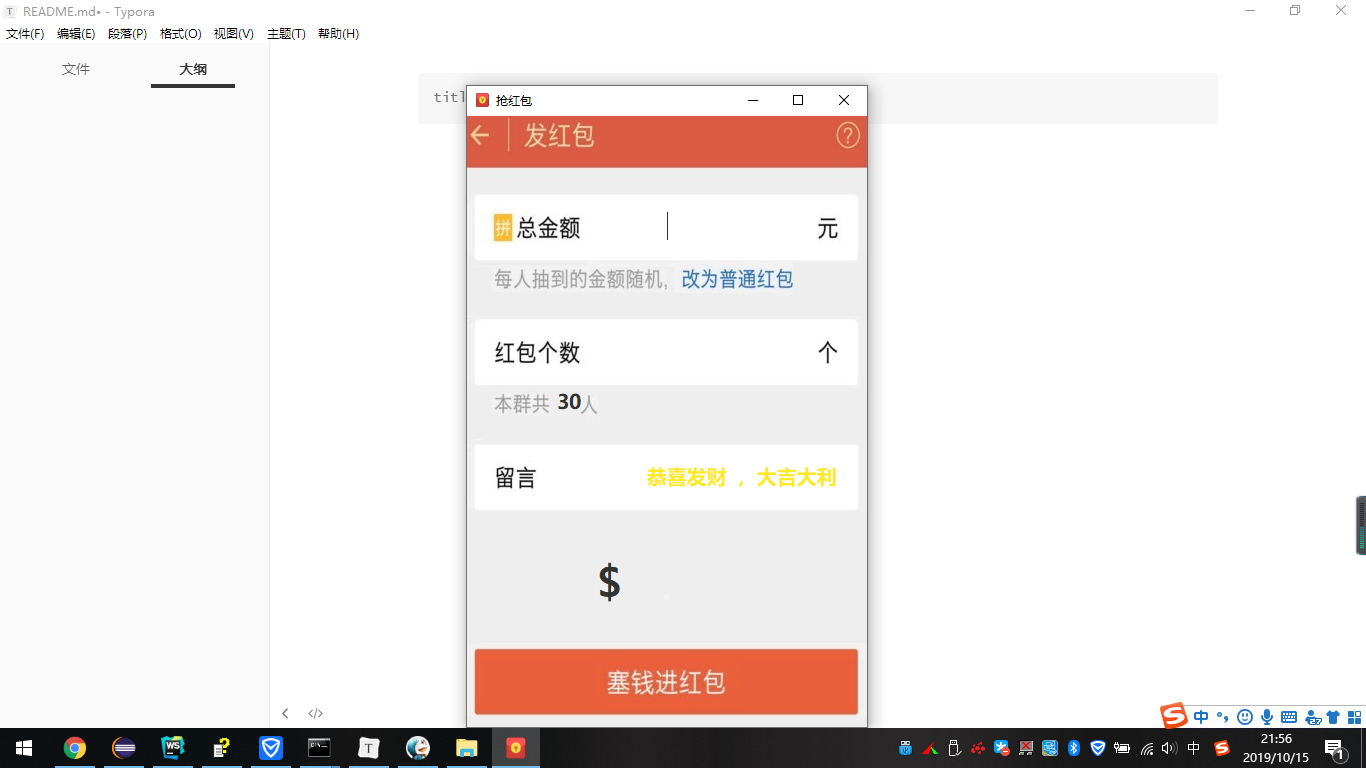 README.md• - Typora
文件(F) 编辑(E) 段落(P) 格式(O) 视图(V) 主题(T) 帮助(H)
文件 大纲
titl
抢红包
发红包
拼 总金额 元
每人抽到的金额随机, 改为普通红包
红包个数 个
本群共 30人
留言 恭喜发财 ，大吉大利
$
塞钱进红包
中
21:56
中
2019/10/15
1